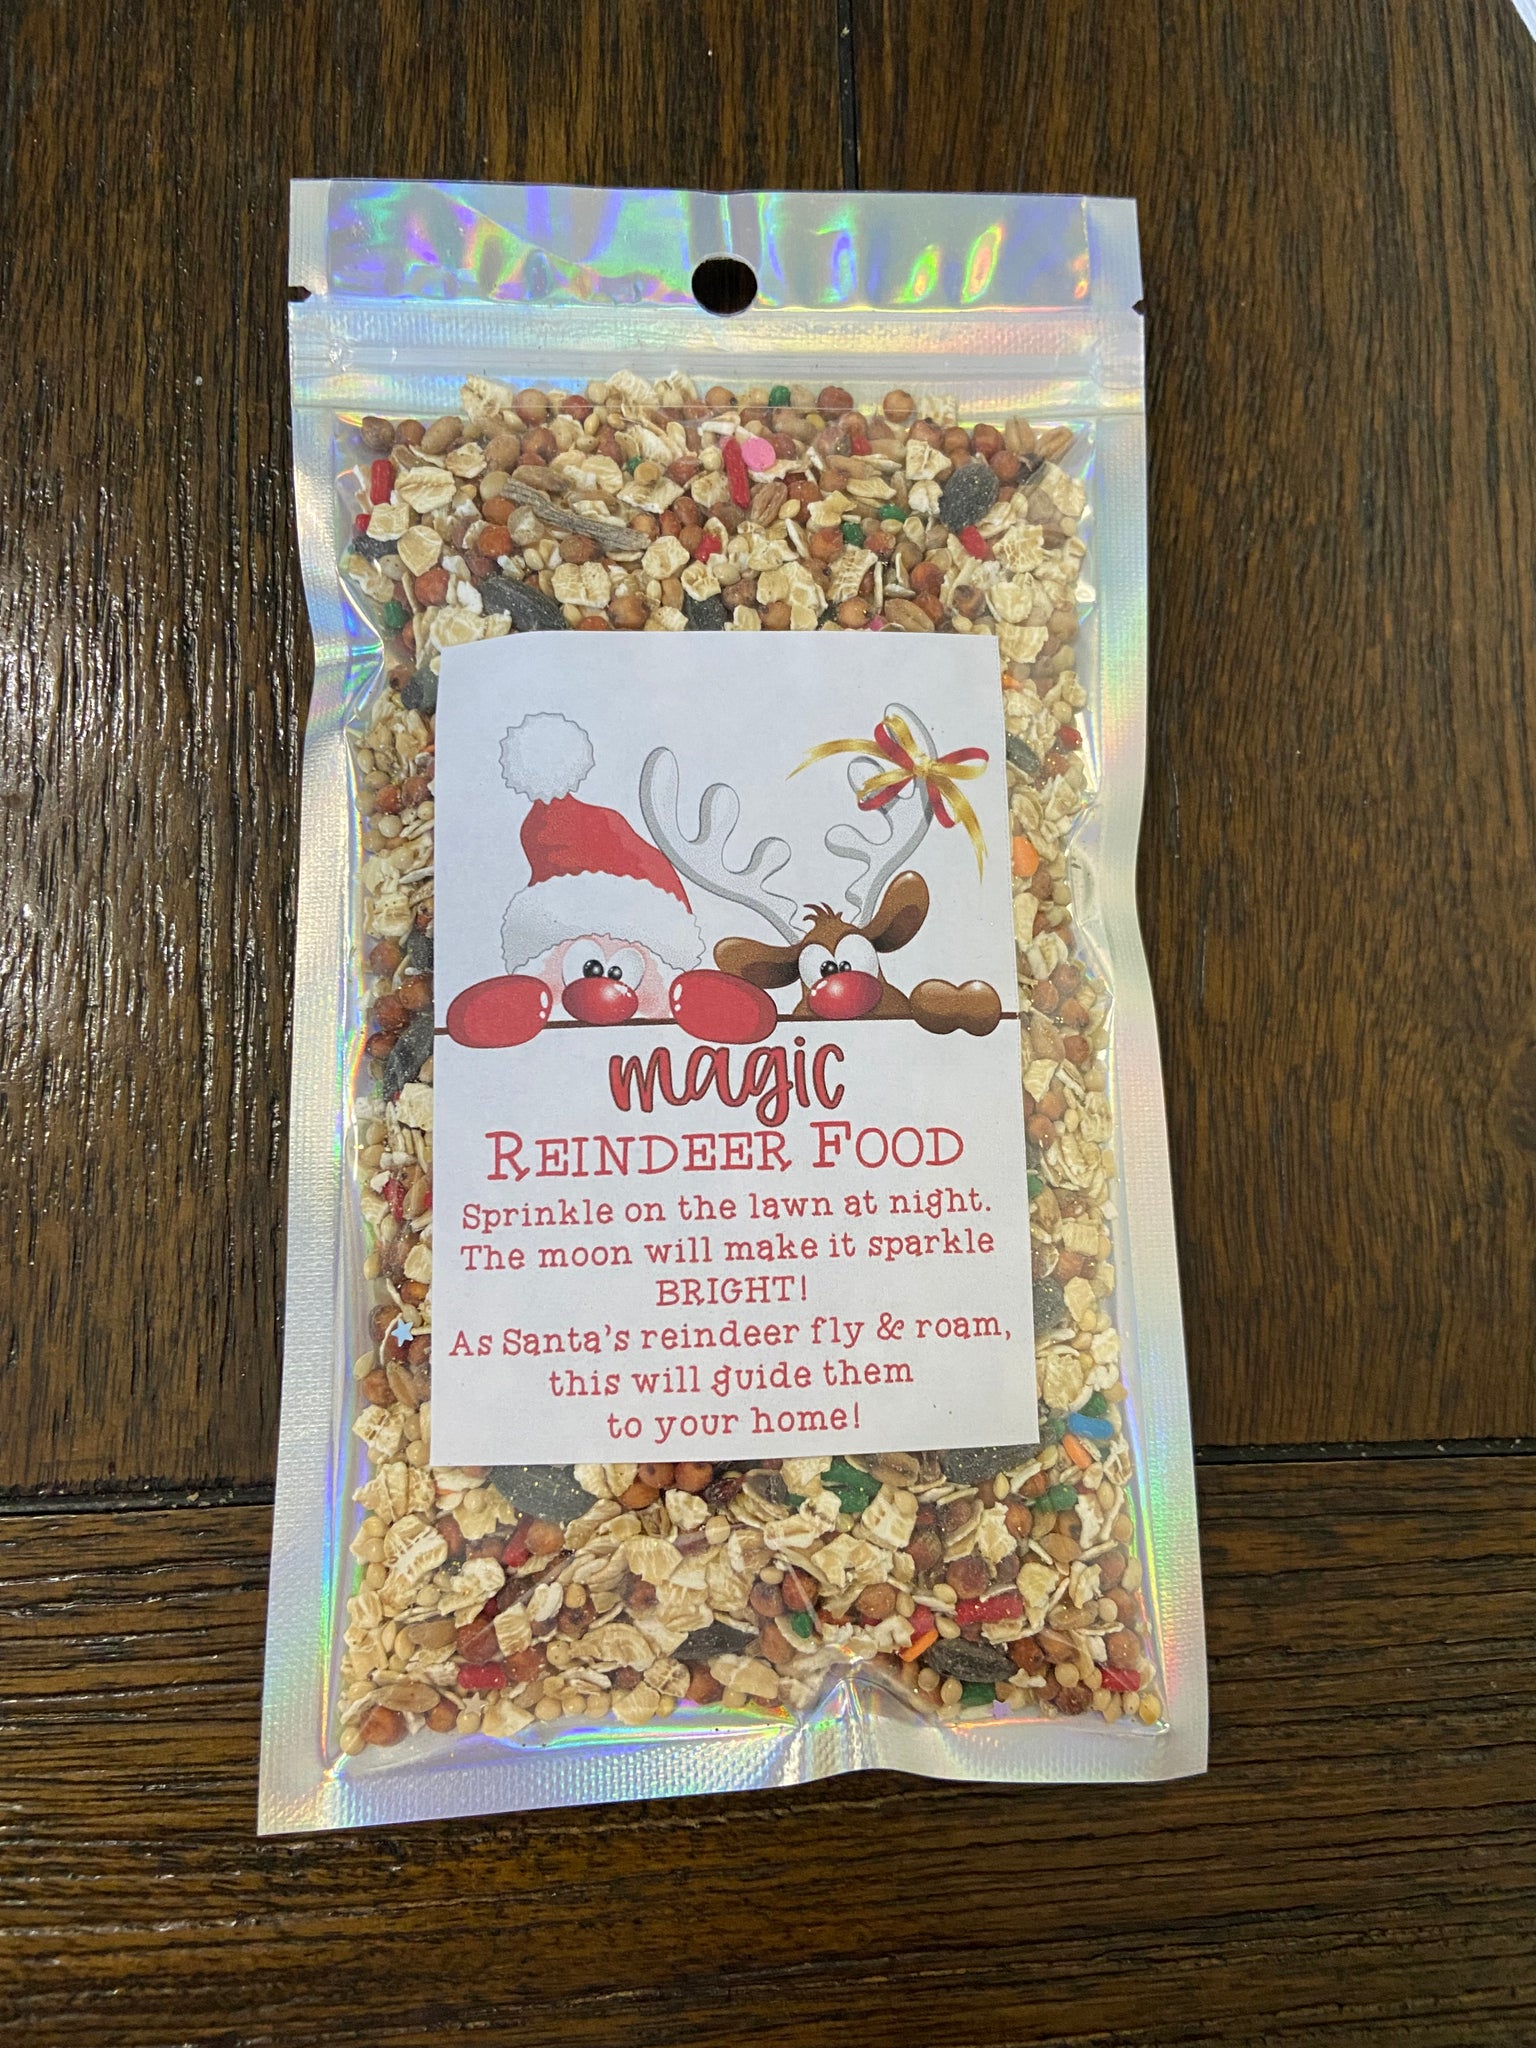 magic
REINDEER FOOD
Sprinkle on the lawn at night.
The moon will make it sparkle
BRIGHT!
As Santa's reindeer fly & roam,
this will guide them
to your home!